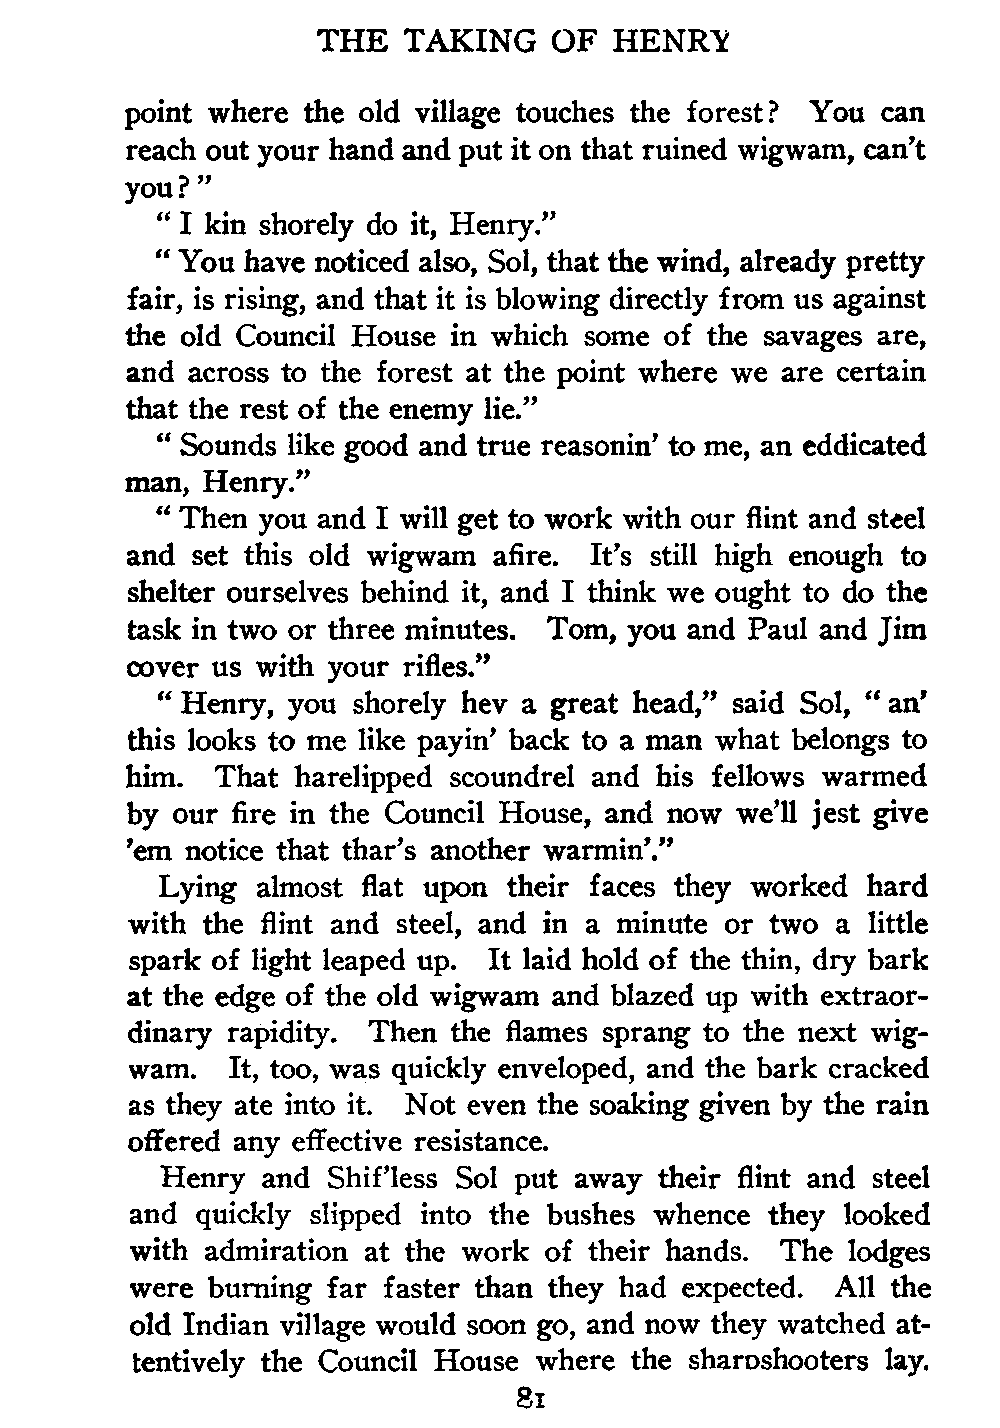 THE TAKING OF HENRY
point where the old village touches the forest? You can
reach out your hand and put it on that ruined wigwam, can't
you?"
"I kin shorely do it, Henry."
"You have noticed also, Sol, that the wind, already pretty
fair, is rising, and that it is blowing directly from us against
the old Council House in which some of the savages are,
and across to the forest at the point where we are certain
that the rest of the enemy lie."
"Sounds like good and true reasonin' to me, an eddicated
man, Henry."
"Then you and I will get to work with our flint and steel
and set this old wigwam afire. It's still high enough to
shelter ourselves behind it, and I think we ought to do the
task in two or three minutes. Tom, you and Paul and Jim
cover us with your rifles."
"Henry, you shorely hev a great head," said Sol, "an'
this looks to me like payin' back to a man what belongs to
him. That harelipped scoundrel and his fellows warmed
by our fire in the Council House, and now we'll jest give
'em notice that thar's another warmin'."
Lying almost flat upon their faces they worked hard
with the flint and steel, and in a minute or two a little
spark of light leaped up. It laid hold of the thin, dry bark
at the edge of the old wigwam and blazed up with extraor-
dinary rapidity. Then the flames sprang to the next wig-
wam. It, too, was quickly enveloped, and the bark cracked
as they ate into it. Not even the soaking given by the rain
offered any effective resistance.
Henry and Shif'less Sol put away their flint and steel
and quickly slipped into the bushes whence they looked
with admiration at the work of their hands. The lodges
were burning far faster than they had expected. All the
old Indian village would soon go, and now they watched at-
tentively the Council House where the sharpshooters lay.
81